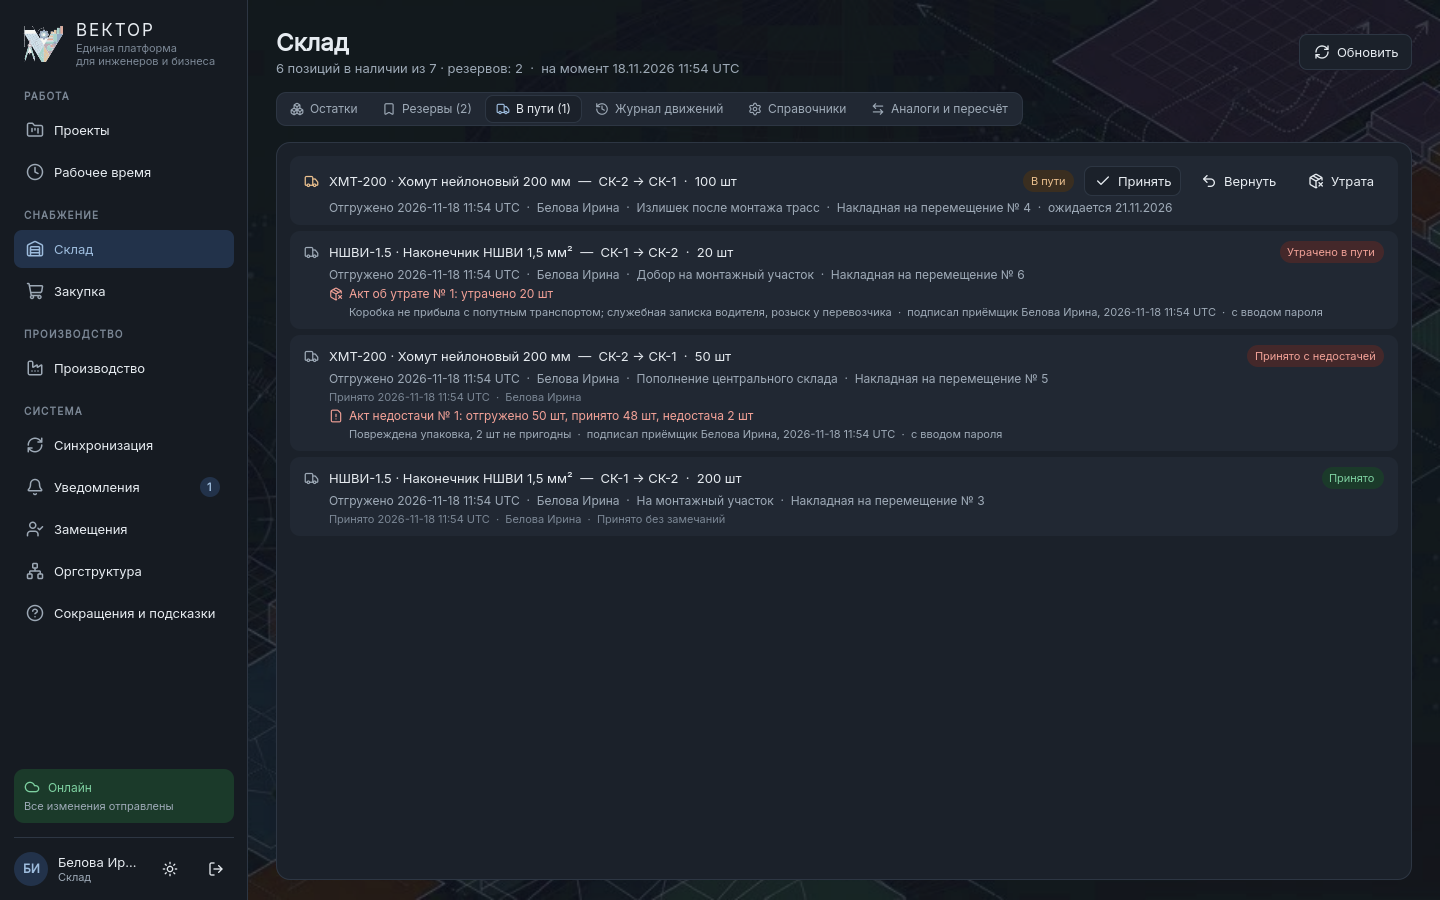 ВЕКТОР
Единая платформа
для инженеров и бизнеса
РАБОТА
Проекты
Рабочее время
СНАБЖЕНИЕ
Склад
Закупка
ПРОИЗВОДСТВО
Производство
СИСТЕМА
Синхронизация
Уведомления 1
Замещения
Оргструктура
Сокращения и подсказки
Онлайн
Все изменения отправлены
БИ
Белова Ир...
Склад
Склад
6 позиций в наличии из 7 · резервов: 2 · на момент 18.11.2026 11:54 UTC
Обновить
Остатки Резервы (2) В пути (1) Журнал движений Справочники Аналоги и пересчёт
ХМТ-200 · Хомут нейлоновый 200 мм — СК-2 → СК-1 · 100 шт В пути Принять Вернуть Утрата
Отгружено 2026-11-18 11:54 UTC · Белова Ирина · Излишек после монтажа трасс · Накладная на перемещение № 4 · ожидается 21.11.2026
НШВИ-1.5 · Наконечник НШВИ 1,5 мм² — СК-1 → СК-2 · 20 шт Утрачено в пути
Отгружено 2026-11-18 11:54 UTC · Белова Ирина · Добор на монтажный участок · Накладная на перемещение № 6
Акт об утрате № 1: утрачено 20 шт
Коробка не прибыла с попутным транспортом; служебная записка водителя, розыск у перевозчика · подписал приёмщик Белова Ирина, 2026-11-18 11:54 UTC · с вводом пароля
ХМТ-200 · Хомут нейлоновый 200 мм — СК-2 → СК-1 · 50 шт Принято с недостачей
Отгружено 2026-11-18 11:54 UTC · Белова Ирина · Пополнение центрального склада · Накладная на перемещение № 5
Принято 2026-11-18 11:54 UTC · Белова Ирина
Акт недостачи № 1: отгружено 50 шт, принято 48 шт, недостача 2 шт
Повреждена упаковка, 2 шт не пригодны · подписал приёмщик Белова Ирина, 2026-11-18 11:54 UTC · с вводом пароля
НШВИ-1.5 · Наконечник НШВИ 1,5 мм² — СК-1 → СК-2 · 200 шт Принято
Отгружено 2026-11-18 11:54 UTC · Белова Ирина · На монтажный участок · Накладная на перемещение № 3
Принято 2026-11-18 11:54 UTC · Белова Ирина · Принято без замечаний